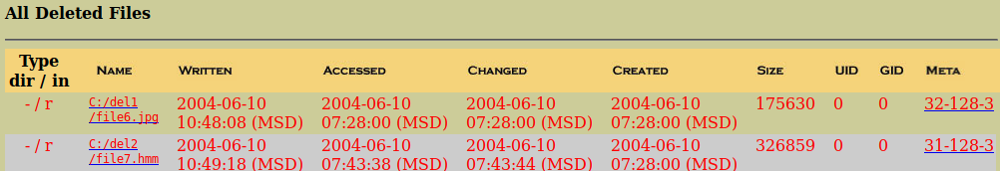 All Deleted Files
Type dir / in NAME WRITTEN ACCESSED CHANGED CREATED SIZE UID GID META
- / r C:/del1/file6.jpg 2004-06-10 10:48:08 (MSD) 2004-06-10 07:28:00 (MSD) 2004-06-10 07:28:00 (MSD) 2004-06-10 07:28:00 (MSD) 175630 0 0 32-128-3
- / r C:/del2/file7.hmm 2004-06-10 10:49:18 (MSD) 2004-06-10 07:43:38 (MSD) 2004-06-10 07:43:44 (MSD) 2004-06-10 07:28:00 (MSD) 326859 0 0 31-128-3